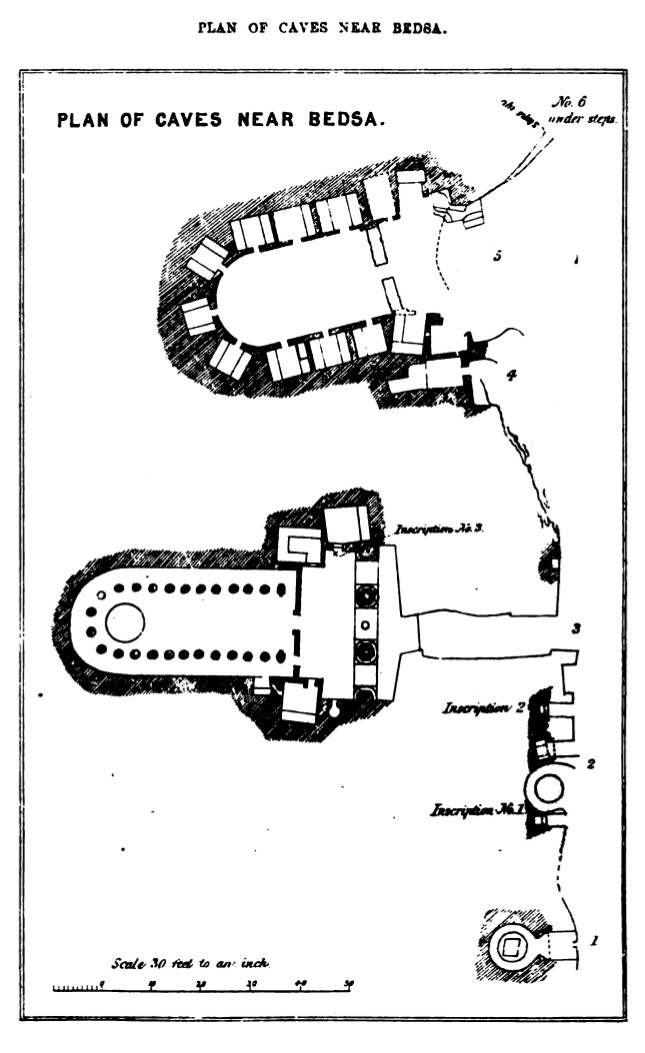 PLAN OF CAVES NEAR BEDSA.
PLAN OF CAVES NEAR BEDSA.
No. 6
under steps.
5
4
Inscription No. 3.
3
Inscription 2
2
Inscription No. 1
1
Scale 30 feet to an inch.
0 10 20 30 40 50